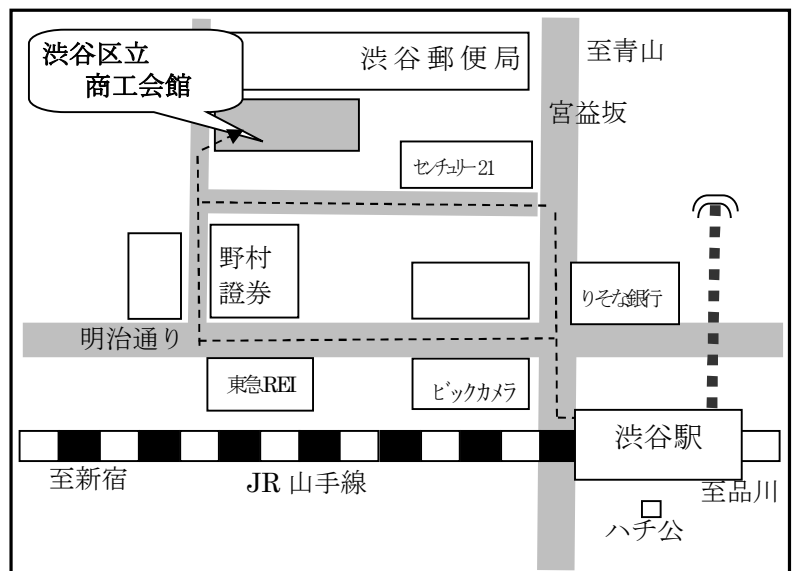 渋谷区立
商工会館
渋谷郵便局
至青山
宮益坂
センチュリー21
野村
證券
りそな銀行
明治通り
東急REI
ビックカメラ
渋谷駅
至新宿
JR 山手線
至品川
ハチ公